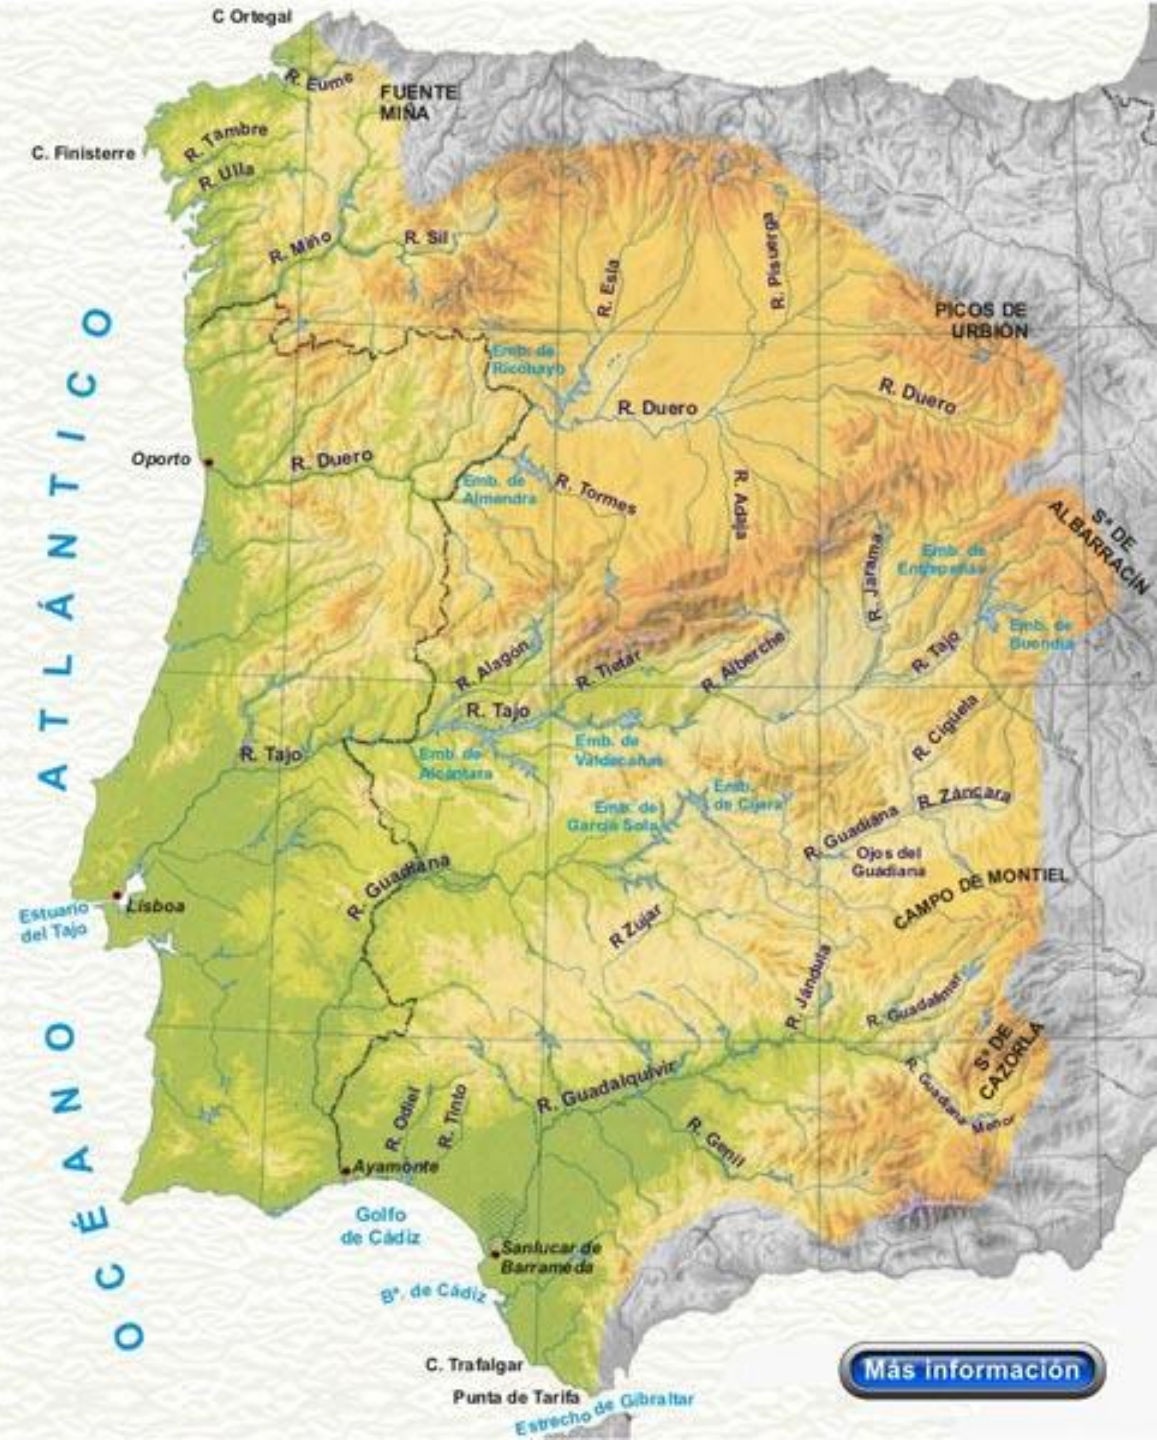 C Ortegal
R. Eume
FUENTE
MIÑA
R. Tambre
C. Finisterre
R. Ulla
R. Miño
R. Sil
R. Esla
R. Pisuerga
PICOS DE
URBIÓN
Emb. de
Ricobayo
R. Duero
R. Duero
Oporto
R. Duero
Emb. de
Almendra
R. Tormes
R. Adaja
Sª DE
ALBARRACÍN
R. Jarama
Emb. de
Entrepeñas
Emb. de
Buendía
R. Alagón
R. Tietar
R. Alberche
R. Tajo
R. Tajo
R. Tajo
Emb. de
Alcántara
Emb. de
Valdecañas
R. Cigüela
Emb.
de Cijara
Emb. de
García Sola
R. Záncara
R. Guadiana
Ojos del
Guadiana
R. Guadiana
CAMPO DE MONTIEL
Estuario
del Tajo
Lisboa
R Zujar
R. Jándula
R. Guadalimar
Sª DE
CAZORLA
R. Guadiana Menor
R. Guadalquivir
R. Odiel
R. Tinto
R. Genil
Ayamonte
Golfo
de Cádiz
Sanlucar de
Barrameda
Bª. de Cádiz
C. Trafalgar
Punta de Tarifa
Estrecho de Gibraltar
OCÉANO ATLÁNTICO
Más información